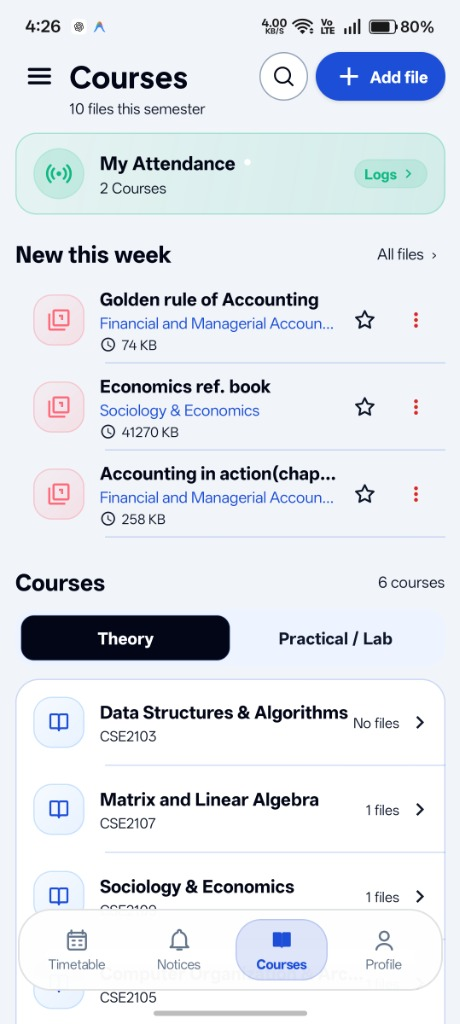 4:26
4.00 KB/S
Vo LTE
80%
Courses
10 files this semester
Add file
My Attendance
2 Courses
Logs
New this week
All files
Golden rule of Accounting
Financial and Managerial Accoun...
74 KB
Economics ref. book
Sociology & Economics
41270 KB
Accounting in action(chap...
Financial and Managerial Accoun...
258 KB
Courses
6 courses
Theory
Practical / Lab
Data Structures & Algorithms
No files
CSE2103
Matrix and Linear Algebra
1 files
CSE2107
Sociology & Economics
1 files
Timetable
Notices
Courses
Profile
CSE2105